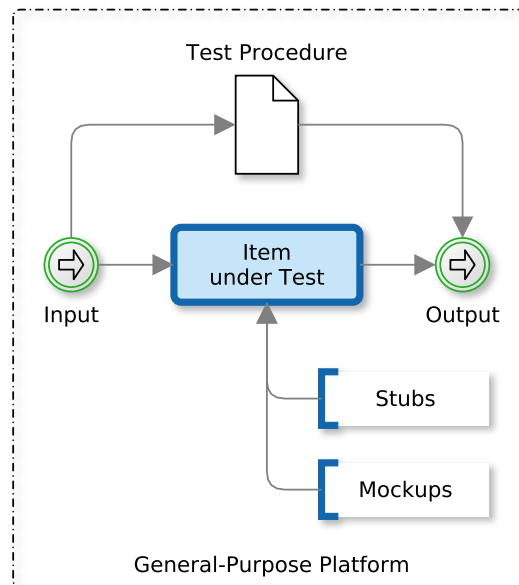 Test Procedure
Item
under Test
Input
Output
Stubs
Mockups
General-Purpose Platform